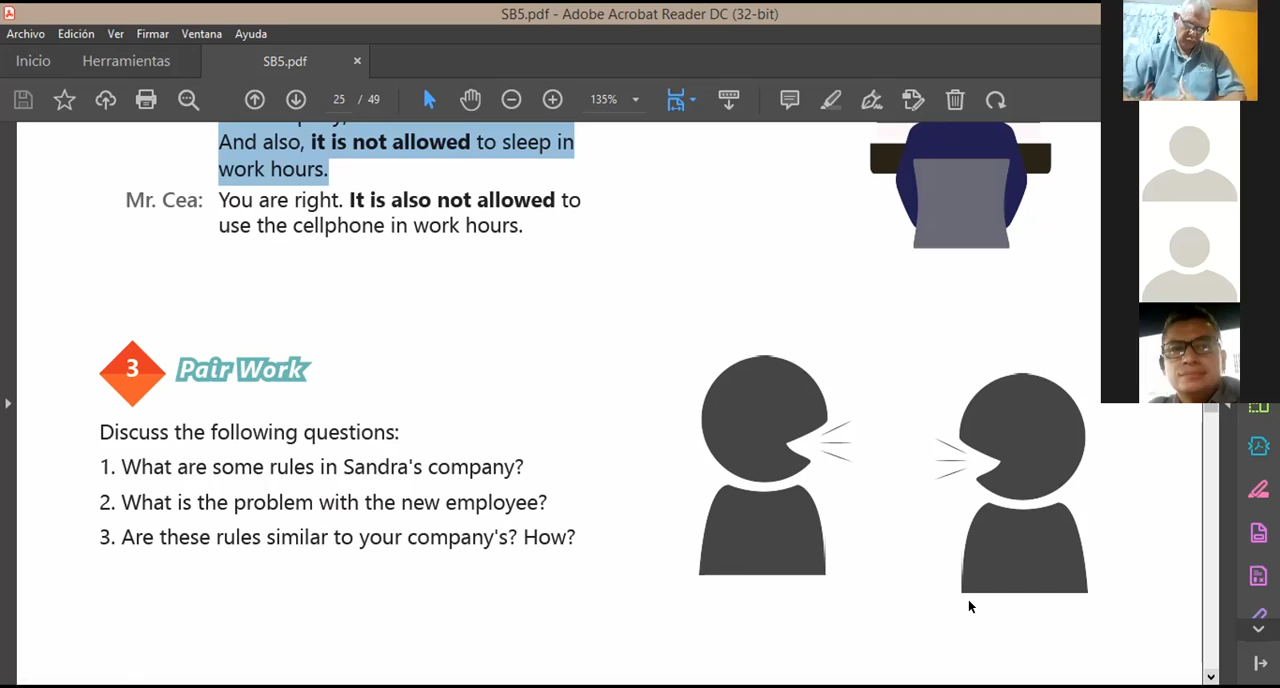 SB5.pdf - Adobe Acrobat Reader DC (32-bit)
Archivo Edición Ver Firmar Ventana Ayuda
Inicio Herramientas SB5.pdf ×
25 / 49 135%
And also, it is not allowed to sleep in
work hours.
Mr. Cea: You are right. It is also not allowed to
use the cellphone in work hours.
3 Pair Work
Discuss the following questions:
1. What are some rules in Sandra's company?
2. What is the problem with the new employee?
3. Are these rules similar to your company's? How?